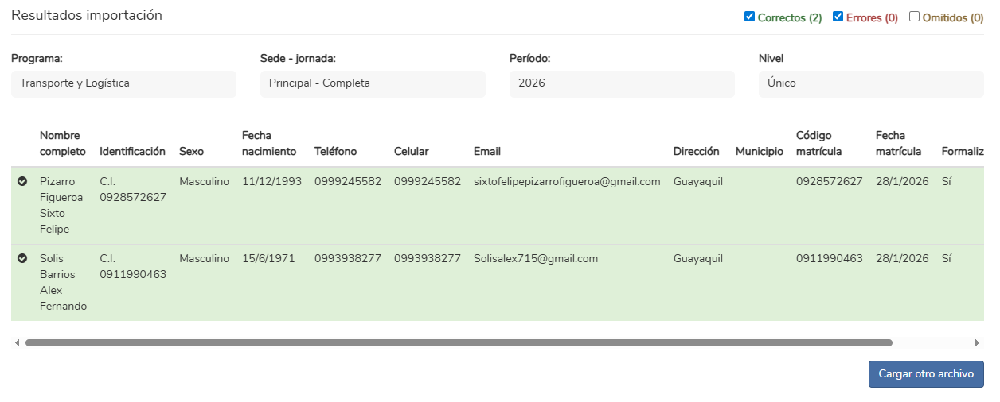 Resultados importación
Correctos (2) Errores (0) Omitidos (0)
Programa: Sede - jornada: Período: Nivel
Transporte y Logística Principal - Completa 2026 Único
Nombre Fecha Código Fecha
completo Identificación Sexo nacimiento Teléfono Celular Email Dirección Municipio matrícula matrícula Formaliz
Pizarro C.I. Masculino 11/12/1993 0999245582 0999245582 sixtofelipepizarrofigueroa@gmail.com Guayaquil 0928572627 28/1/2026 Sí
Figueroa 0928572627
Sixto
Felipe
Solis C.I. Masculino 15/6/1971 0993938277 0993938277 Solisalex715@gmail.com Guayaquil 0911990463 28/1/2026 Sí
Barrios 0911990463
Alex
Fernando
Cargar otro archivo